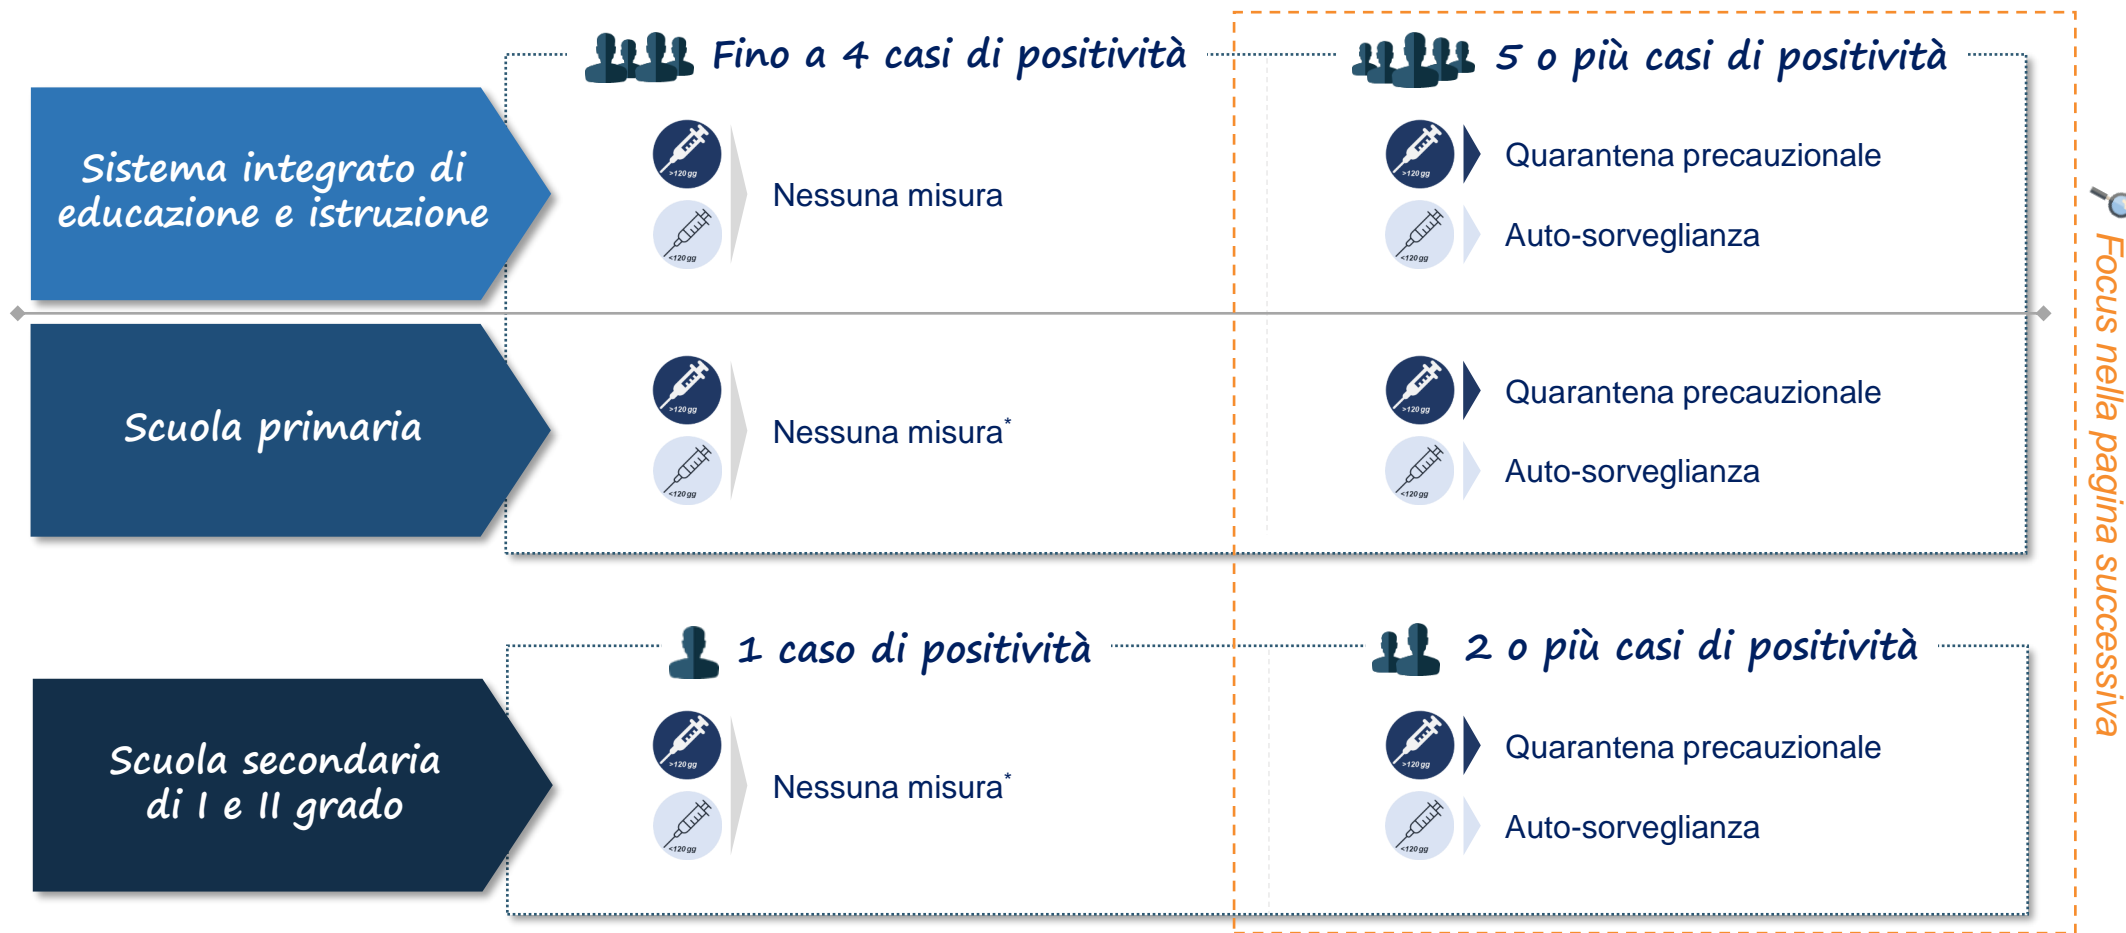 Fino a 4 casi di positività
5 o più casi di positività
Sistema integrato di
educazione e istruzione
>120 gg
<120 gg
Nessuna misura
>120 gg
Quarantena precauzionale
<120 gg
Auto-sorveglianza
Scuola primaria
>120 gg
<120 gg
Nessuna misura*
>120 gg
Quarantena precauzionale
<120 gg
Auto-sorveglianza
1 caso di positività
2 o più casi di positività
Scuola secondaria
di I e II grado
>120 gg
<120 gg
Nessuna misura*
>120 gg
Quarantena precauzionale
<120 gg
Auto-sorveglianza
Focus nella pagina successiva